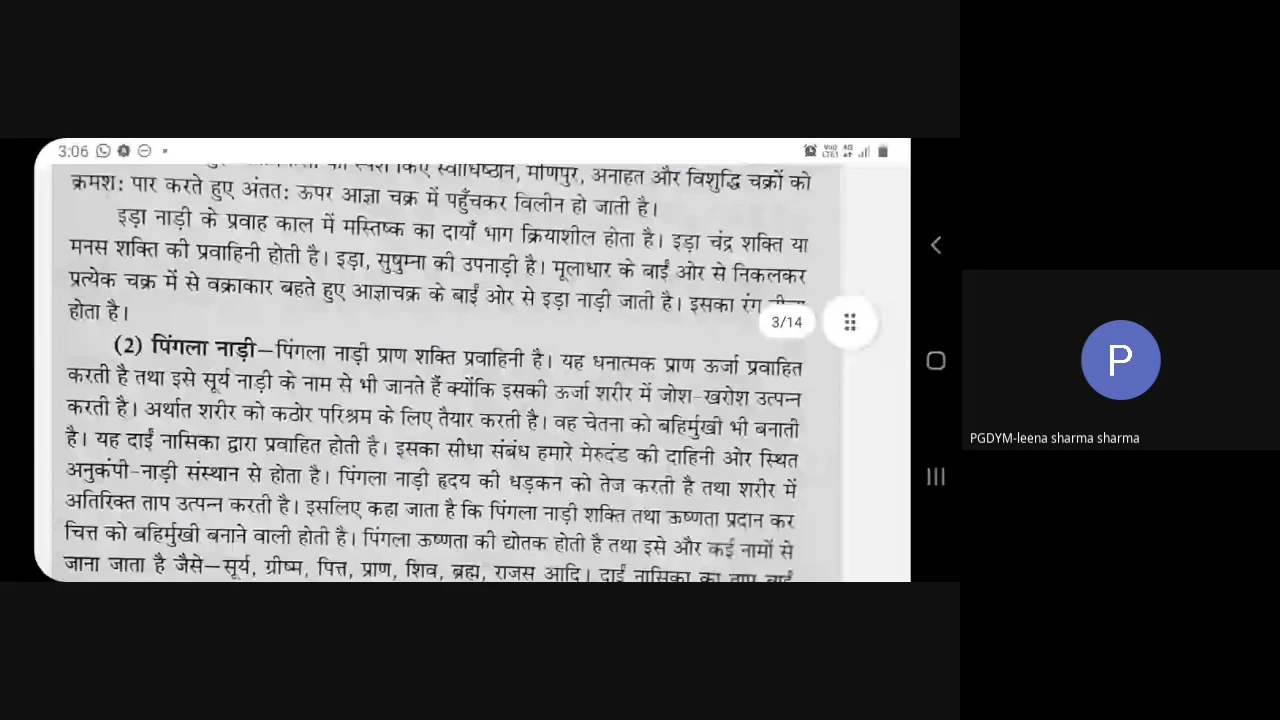 3:06
स्वाधिष्ठान, मणिपुर, अनाहत और विशुद्धि चक्रों को
क्रमश: पार करते हुए अंतत: ऊपर आज्ञा चक्र में पहुँचकर विलीन हो जाती है।
इड़ा नाड़ी के प्रवाह काल में मस्तिष्क का दायाँ भाग क्रियाशील होता है। इड़ा चंद्र शक्ति या
मनस शक्ति की प्रवाहिनी होती है। इड़ा, सुषुम्ना की उपनाड़ी है। मूलाधार के बाईं ओर से निकलकर
प्रत्येक चक्र में से वक्राकार बहते हुए आज्ञाचक्र के बाईं ओर से इड़ा नाड़ी जाती है। इसका रंग
होता है।
3/14
(2) पिंगला नाड़ी—पिंगला नाड़ी प्राण शक्ति प्रवाहिनी है। यह धनात्मक प्राण ऊर्जा प्रवाहित
करती है तथा इसे सूर्य नाड़ी के नाम से भी जानते हैं क्योंकि इसकी ऊर्जा शरीर में जोश-खरोश उत्पन्न
करती है। अर्थात शरीर को कठोर परिश्रम के लिए तैयार करती है। वह चेतना को बहिर्मुखी भी बनाती
है। यह दाईं नासिका द्वारा प्रवाहित होती है। इसका सीधा संबंध हमारे मेरुदंड की दाहिनी ओर स्थित
अनुकंपी-नाड़ी संस्थान से होता है। पिंगला नाड़ी हृदय की धड़कन को तेज करती है तथा शरीर में
अतिरिक्त ताप उत्पन्न करती है। इसलिए कहा जाता है कि पिंगला नाड़ी शक्ति तथा ऊष्णता प्रदान कर
चित्त को बहिर्मुखी बनाने वाली होती है। पिंगला ऊष्णता की द्योतक होती है तथा इसे और कई नामों से
जाना जाता है जैसे—सूर्य, ग्रीष्म, पित्त, प्राण, शिव, ब्रह्म, राजस आदि। दाईं नासिका का ताप बाईं
P
PGDYM-leena sharma sharma